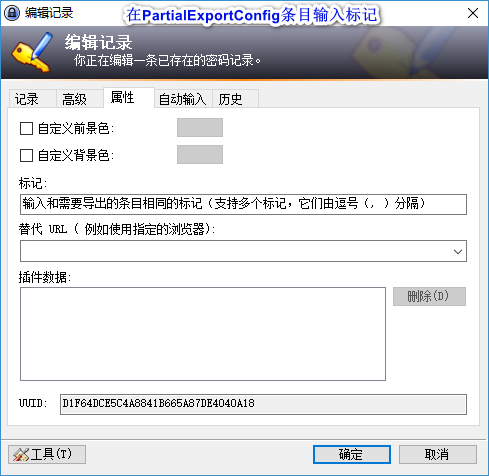 编辑记录
在PartialExportConfig条目输入标记
编辑记录
你正在编辑一条已存在的密码记录。
记录 高级 属性 自动输入 历史
自定义前景色:
自定义背景色:
标记:
输入和需要导出的条目相同的标记（支持多个标记，它们由逗号（, ）分隔）
替代 URL ( 例如使用指定的浏览器):
插件数据:
删除(D)
UUID: D1F64DCE5C4A8841B665A87DE4040A18
工具(T) 确定 取消